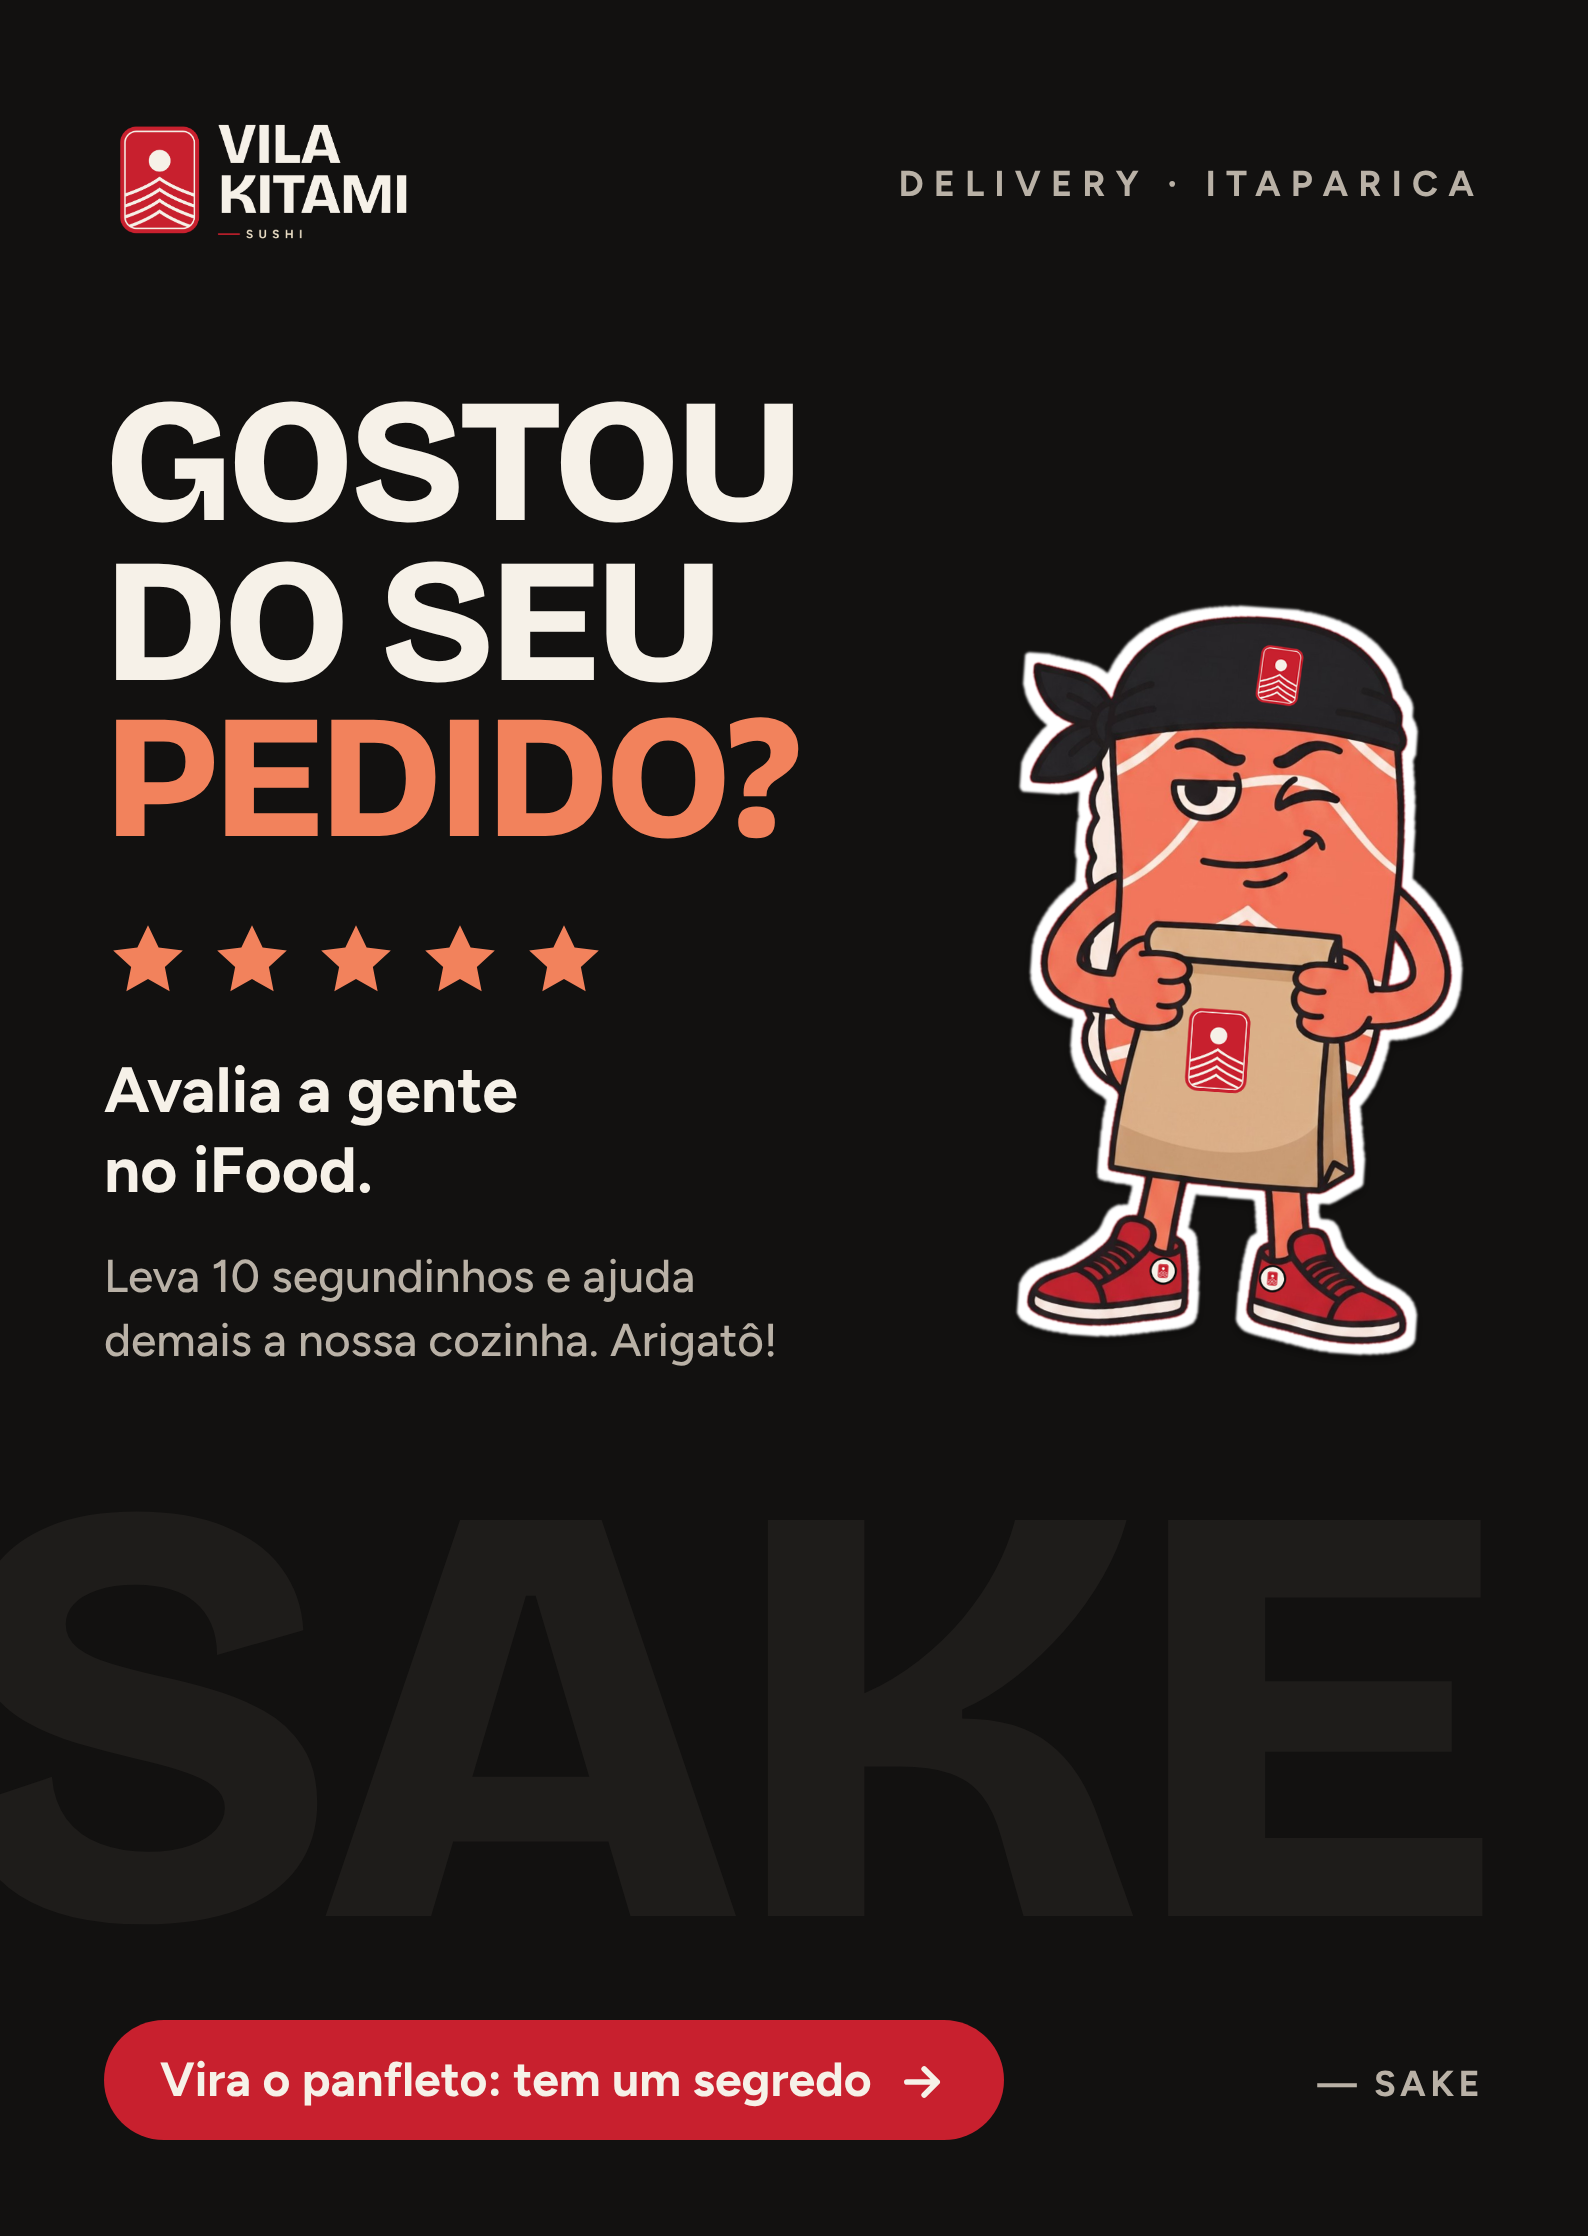 VILA
KITAMI
SUSHI
DELIVERY · ITAPARICA
GOSTOU
DO SEU
PEDIDO?
Avalia a gente
no iFood.
Leva 10 segundinhos e ajuda
demais a nossa cozinha. Arigatô!
SAKE
Vira o panfleto: tem um segredo →
— SAKE